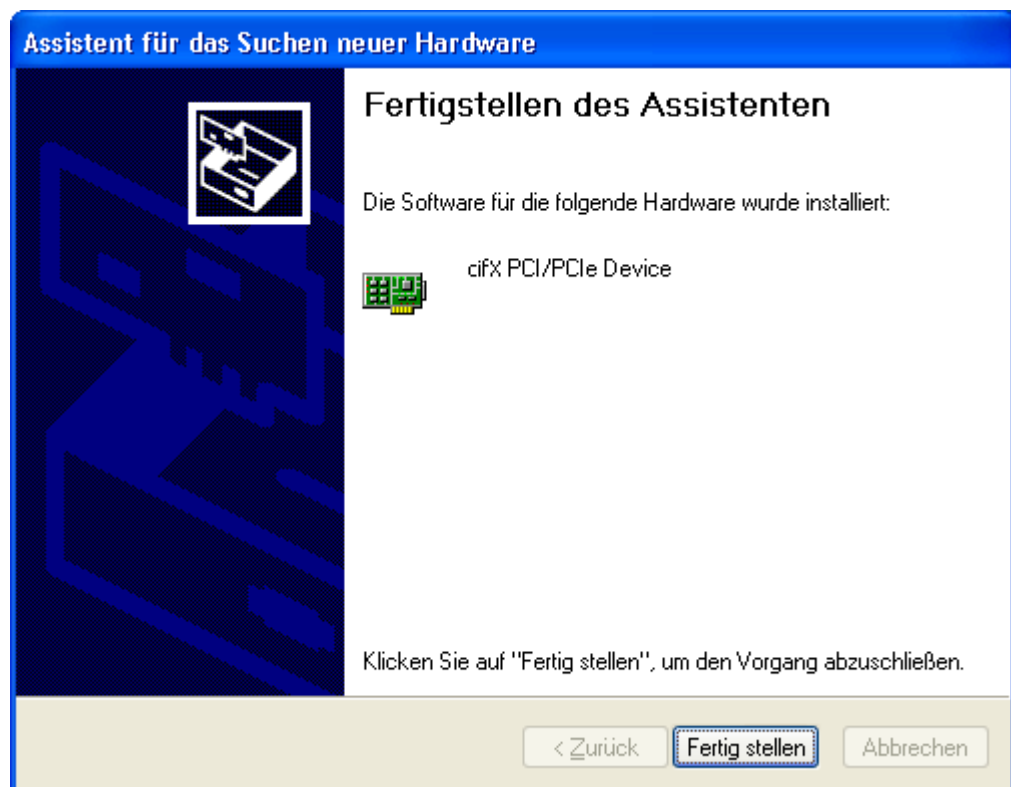 Assistent für das Suchen neuer Hardware
Fertigstellen des Assistenten
Die Software für die folgende Hardware wurde installiert:
cifX PCI/PCIe Device
Klicken Sie auf "Fertig stellen", um den Vorgang abzuschließen.
< Zurück
Fertig stellen
Abbrechen